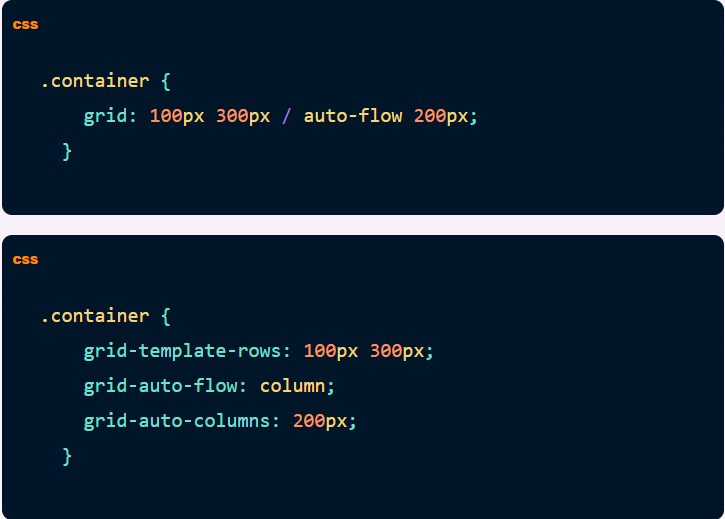 css
.container {
grid: 100px 300px / auto-flow 200px;
}
css
.container {
grid-template-rows: 100px 300px;
grid-auto-flow: column;
grid-auto-columns: 200px;
}